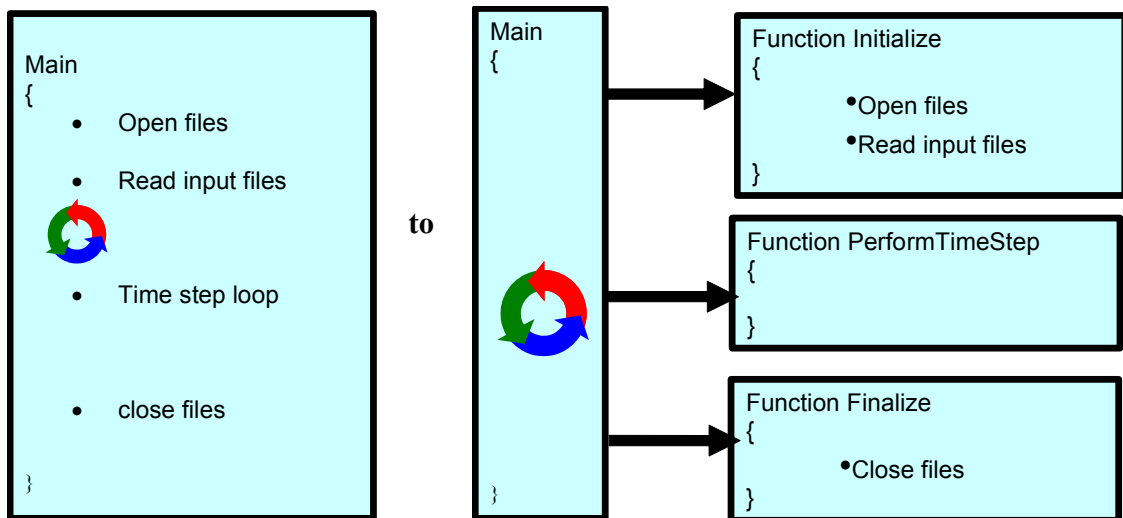 Main
{
• Open files
• Read input files
• Time step loop
• close files
}
to
Main
{
}
Function Initialize
{
•Open files
•Read input files
}
Function PerformTimeStep
{
}
Function Finalize
{
•Close files
}